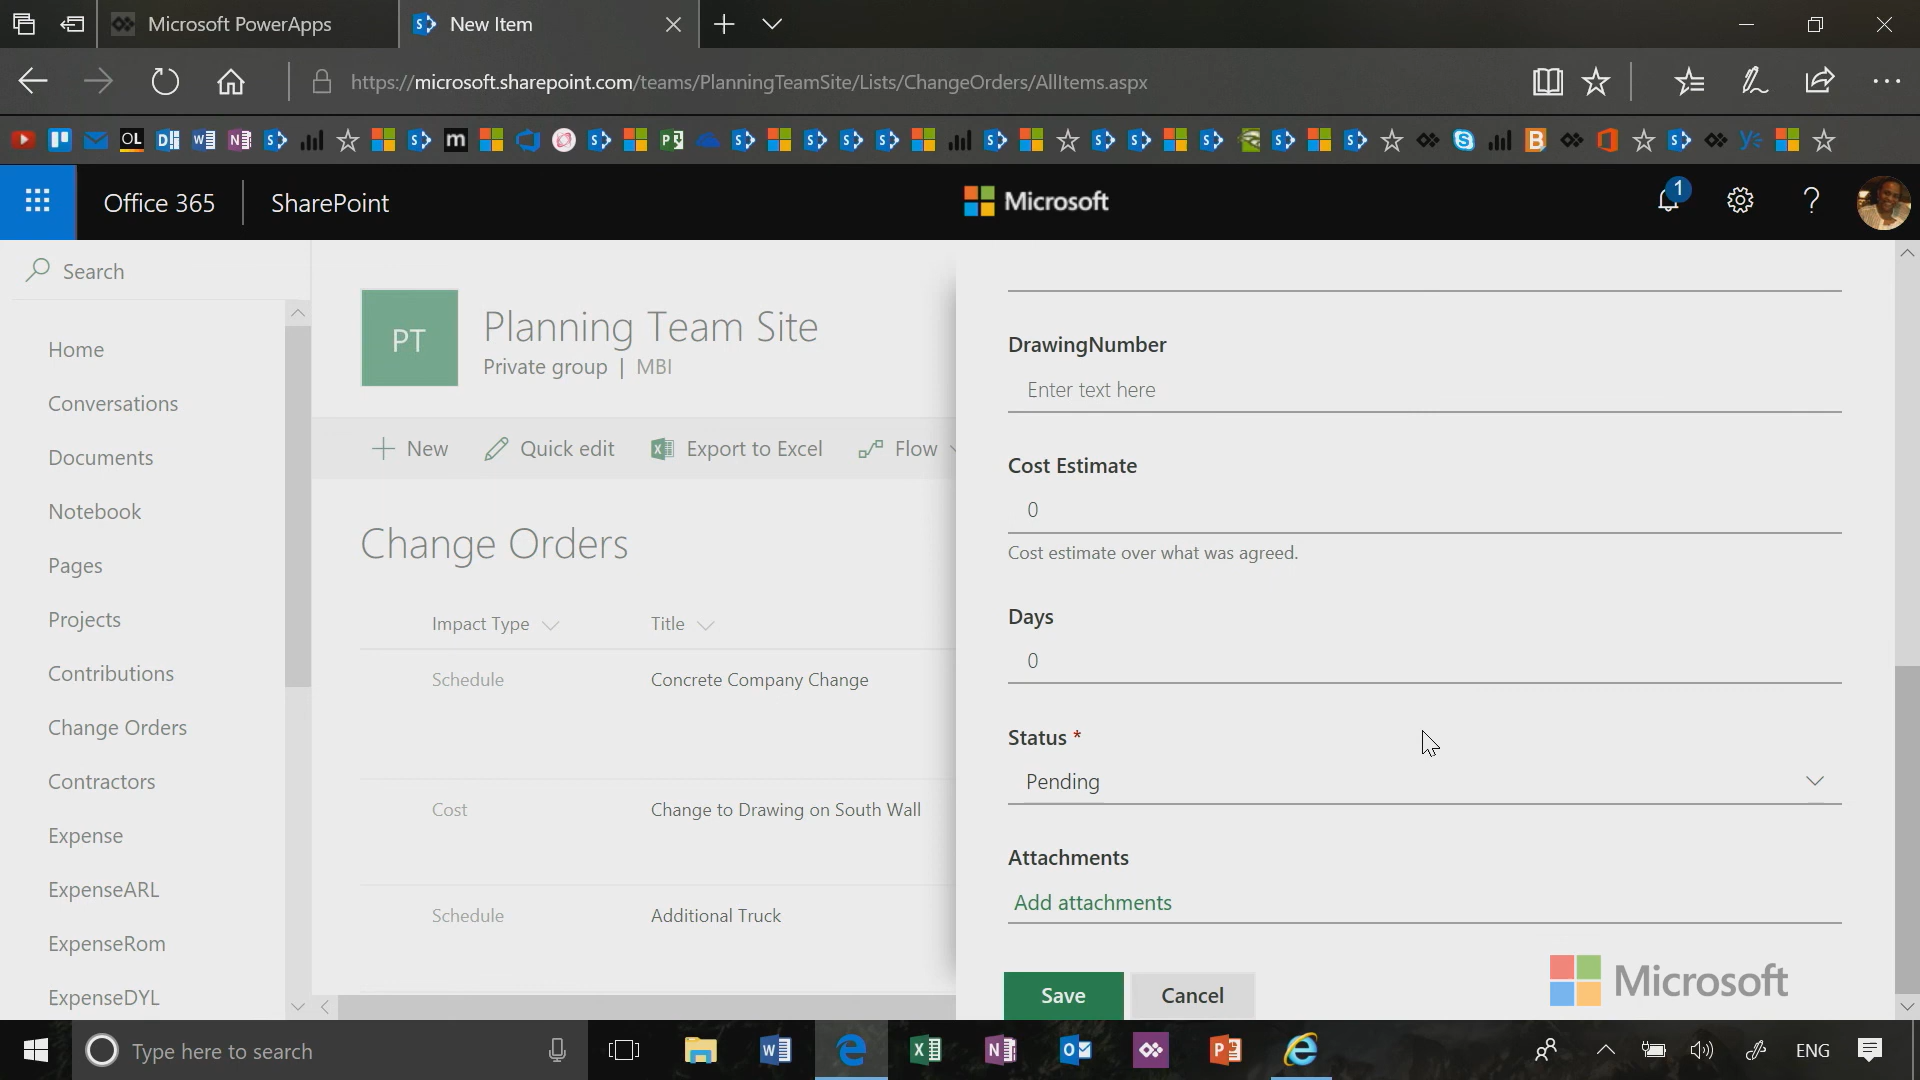 Microsoft PowerApps
New Item
https://microsoft.sharepoint.com/teams/PlanningTeamSite/Lists/ChangeOrders/AllItems.aspx
Office 365
SharePoint
Microsoft
1
Search
Home
Conversations
Documents
Notebook
Pages
Projects
Contributions
Change Orders
Contractors
Expense
ExpenseARL
ExpenseRom
ExpenseDYL
PT
Planning Team Site
Private group | MBI
New
Quick edit
Export to Excel
Flow
Change Orders
Impact Type
Title
Schedule
Concrete Company Change
Cost
Change to Drawing on South Wall
Schedule
Additional Truck
DrawingNumber
Enter text here
Cost Estimate
0
Cost estimate over what was agreed.
Days
0
Status *
Pending
Attachments
Add attachments
Save
Cancel
Microsoft
Type here to search
ENG